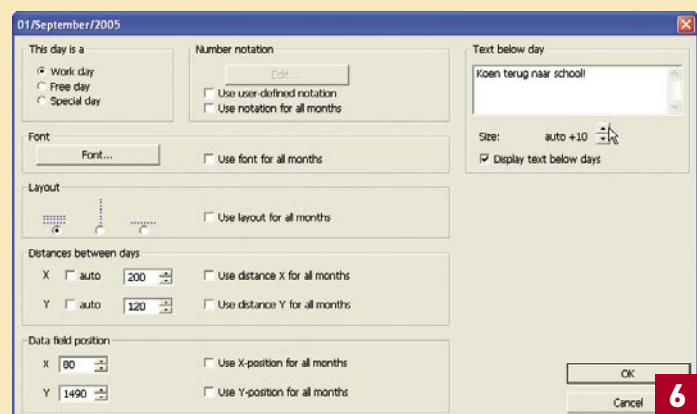 01/September/2005
This day is a
Work day
Free day
Special day
Number notation
Edit...
Use user-defined notation
Use notation for all months
Text below day
Koen terug naar school!
Size: auto +10
Display text below days
Font
Font...
Use font for all months
Layout
Use layout for all months
Distances between days
X auto 200 Use distance X for all months
Y auto 120 Use distance Y for all months
Data field position
X 80 Use X-position for all months
Y 1490 Use Y-position for all months
OK
Cancel
6